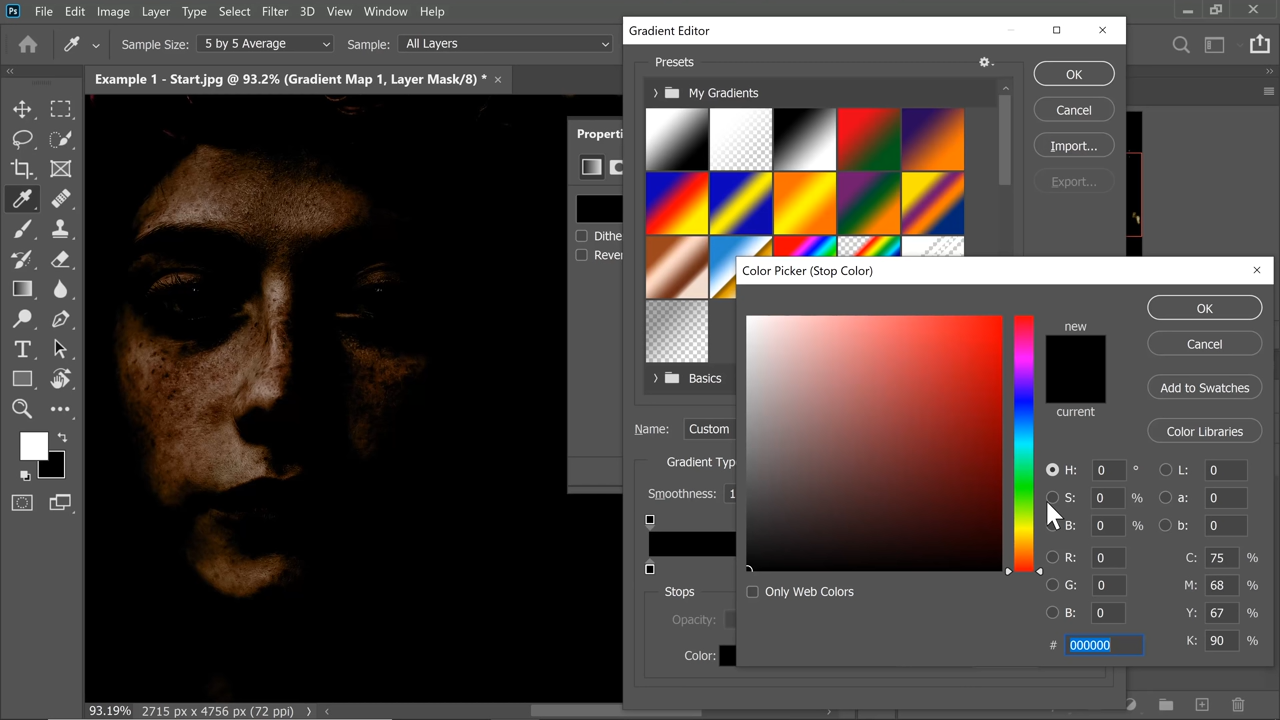 Ps File Edit Image Layer Type Select Filter 3D View Window Help
Sample Size: 5 by 5 Average Sample: All Layers
Example 1 - Start.jpg @ 93.2% (Gradient Map 1, Layer Mask/8) *
Properti
Dithe
Rever
Gradient Editor
Presets
My Gradients
Basics
OK
Cancel
Import...
Export...
Name: Custom
Gradient Typ
Smoothness: 1
Stops
Opacity:
Color:
Color Picker (Stop Color)
new
current
OK
Cancel
Add to Swatches
Color Libraries
H: 0 ° L: 0
S: 0 % a: 0
B: 0 % b: 0
R: 0 C: 75 %
G: 0 M: 68 %
B: 0 Y: 67 %
# 000000 K: 90 %
Only Web Colors
93.19% 2715 px x 4756 px (72 ppi)